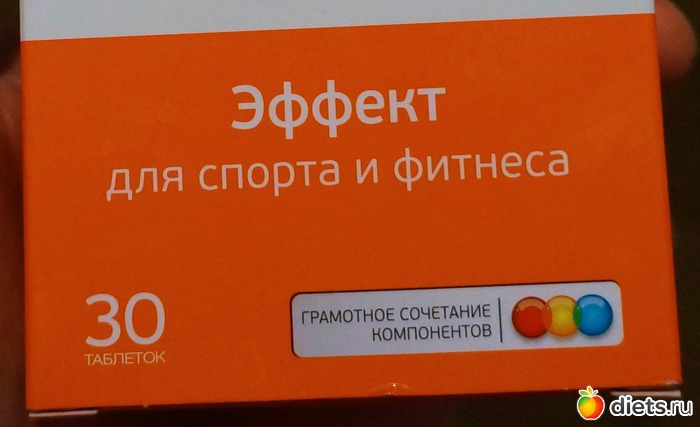 Эффект
для спорта и фитнеса
30
ТАБЛЕТОК
ГРАМОТНОЕ СОЧЕТАНИЕ
КОМПОНЕНТОВ
diets.ru